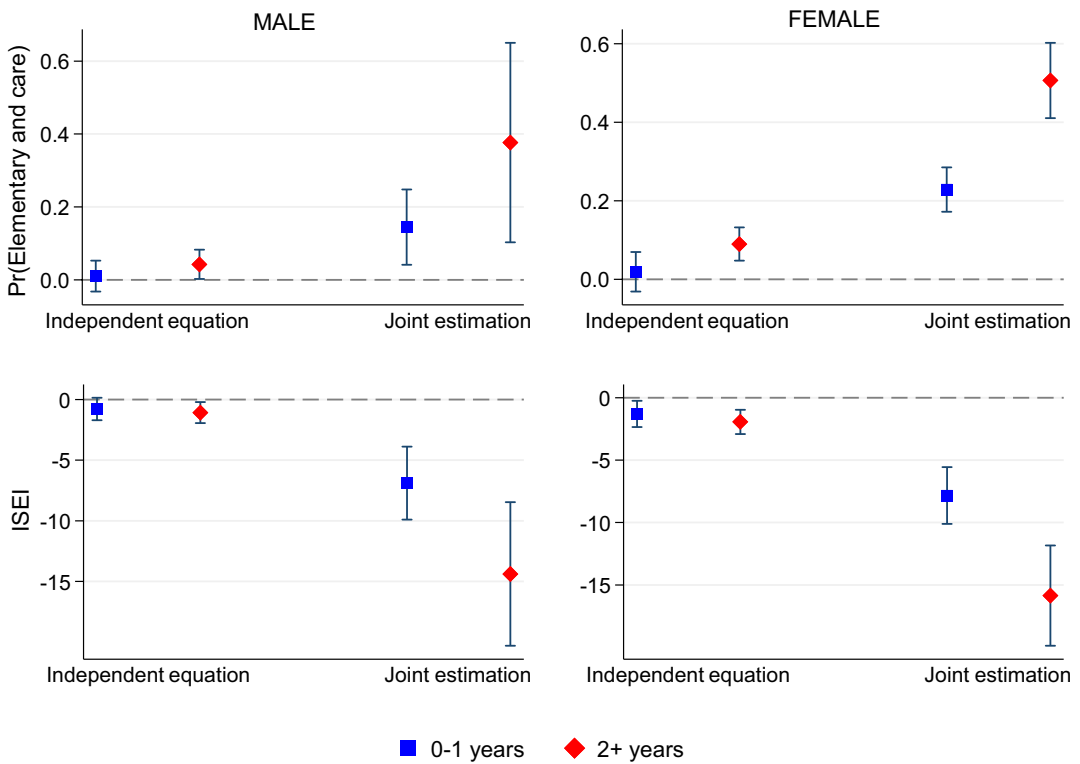 MALE
FEMALE
Pr(Elementary and care)
0.6
0.4
0.2
0.0
Independent equation
Joint estimation
0.6
0.4
0.2
0.0
Independent equation
Joint estimation
ISEI
0
-5
-10
-15
Independent equation
Joint estimation
0
-5
-10
-15
Independent equation
Joint estimation
0-1 years
2+ years